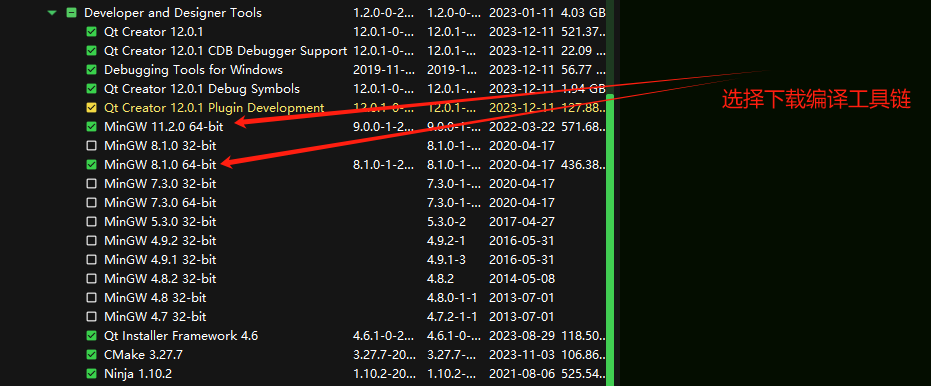 Developer and Designer Tools 1.2.0-0-2... 1.2.0-0-... 2023-01-11 4.03 GB
Qt Creator 12.0.1 12.0.1-0-... 12.0.1-... 2023-12-11 521.37...
Qt Creator 12.0.1 CDB Debugger Support 12.0.1-0-... 12.0.1-... 2023-12-11 22.09 ...
Debugging Tools for Windows 2019-11-... 2019-1... 2023-12-11 56.77 ...
Qt Creator 12.0.1 Debug Symbols 12.0.1-0-... 12.0.1-... 2023-12-11 1.94 GB
选择下载编译工具链
Qt Creator 12.0.1 Plugin Development 12.0.1-0-... 12.0.1-... 2023-12-11 127.88...
MinGW 11.2.0 64-bit 9.0.0-1-2... 9.0.0-1-... 2022-03-22 571.68...
MinGW 8.1.0 32-bit 8.1.0-1-... 2020-04-17
MinGW 8.1.0 64-bit 8.1.0-1-2... 8.1.0-1-... 2020-04-17 436.38...
MinGW 7.3.0 32-bit 7.3.0-1-... 2020-04-17
MinGW 7.3.0 64-bit 7.3.0-1-... 2020-04-17
MinGW 5.3.0 32-bit 5.3.0-2 2017-04-27
MinGW 4.9.2 32-bit 4.9.2-1 2016-05-31
MinGW 4.9.1 32-bit 4.9.1-3 2016-05-31
MinGW 4.8.2 32-bit 4.8.2 2014-05-08
MinGW 4.8 32-bit 4.8.0-1-1 2013-07-01
MinGW 4.7 32-bit 4.7.2-1-1 2013-07-01
Qt Installer Framework 4.6 4.6.1-0-2... 4.6.1-0-... 2023-08-29 118.50...
CMake 3.27.7 3.27.7-20... 3.27.7-... 2023-11-03 106.86...
Ninja 1.10.2 1.10.2-20... 1.10.2-... 2021-08-06 525.54...